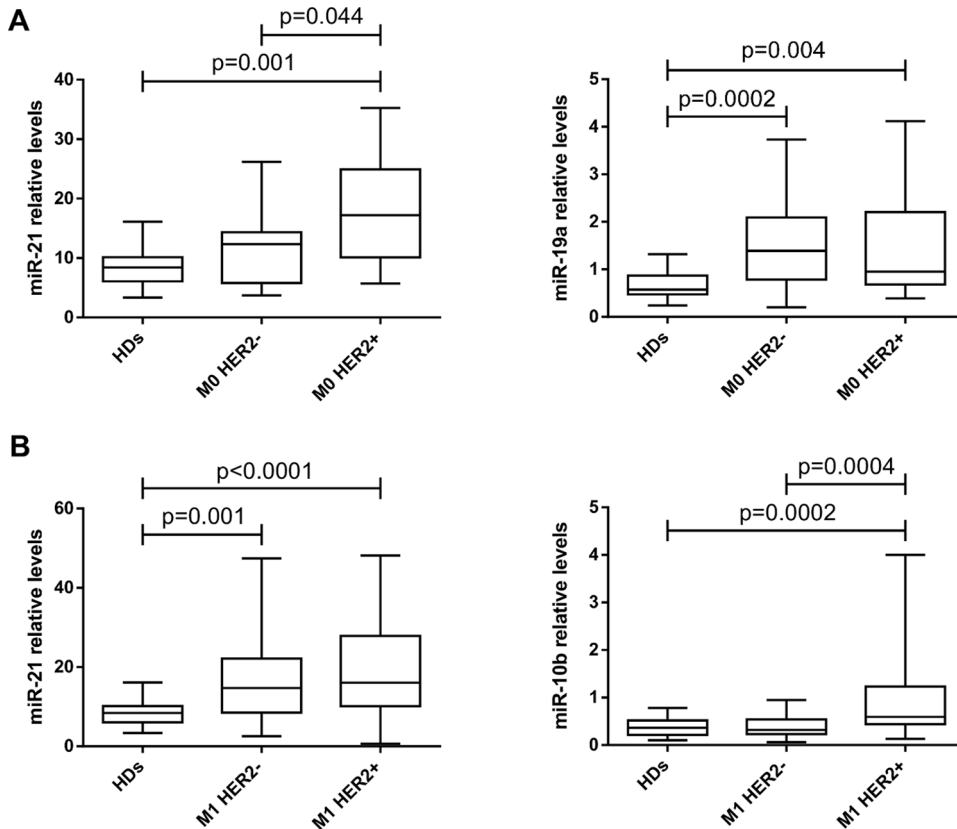 A
p=0.044
p=0.001
miR-21 relative levels
40
30
20
10
0
HDs
M0 HER2-
M0 HER2+
p=0.004
p=0.0002
miR-19a relative levels
5
4
3
2
1
0
HDs
M0 HER2-
M0 HER2+
B
p<0.0001
p=0.001
miR-21 relative levels
60
40
20
0
HDs
M1 HER2-
M1 HER2+
p=0.0004
p=0.0002
miR-10b relative levels
5
4
3
2
1
0
HDs
M1 HER2-
M1 HER2+